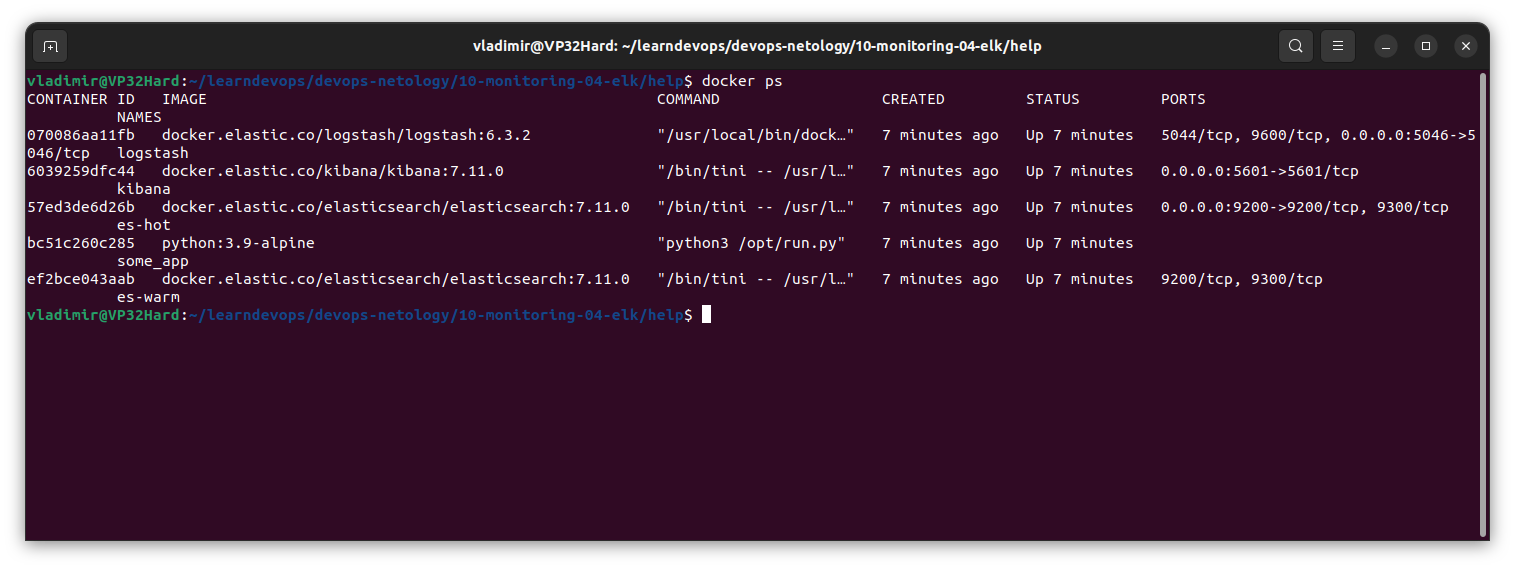 vladimir@VP32Hard: ~/learndevops/devops-netology/10-monitoring-04-elk/help
vladimir@VP32Hard:~/learndevops/devops-netology/10-monitoring-04-elk/help$ docker ps
CONTAINER ID   IMAGE                                                  COMMAND                  CREATED         STATUS         PORTS
          NAMES
070086aa11fb   docker.elastic.co/logstash/logstash:6.3.2              "/usr/local/bin/dock…"   7 minutes ago   Up 7 minutes   5044/tcp, 9600/tcp, 0.0.0.0:5046->5
046/tcp   logstash
6039259dfc44   docker.elastic.co/kibana/kibana:7.11.0                 "/bin/tini -- /usr/l…"   7 minutes ago   Up 7 minutes   0.0.0.0:5601->5601/tcp
          kibana
57ed3de6d26b   docker.elastic.co/elasticsearch/elasticsearch:7.11.0   "/bin/tini -- /usr/l…"   7 minutes ago   Up 7 minutes   0.0.0.0:9200->9200/tcp, 9300/tcp
          es-hot
bc51c260c285   python:3.9-alpine                                      "python3 /opt/run.py"    7 minutes ago   Up 7 minutes
          some_app
ef2bce043aab   docker.elastic.co/elasticsearch/elasticsearch:7.11.0   "/bin/tini -- /usr/l…"   7 minutes ago   Up 7 minutes   9200/tcp, 9300/tcp
          es-warm
vladimir@VP32Hard:~/learndevops/devops-netology/10-monitoring-04-elk/help$